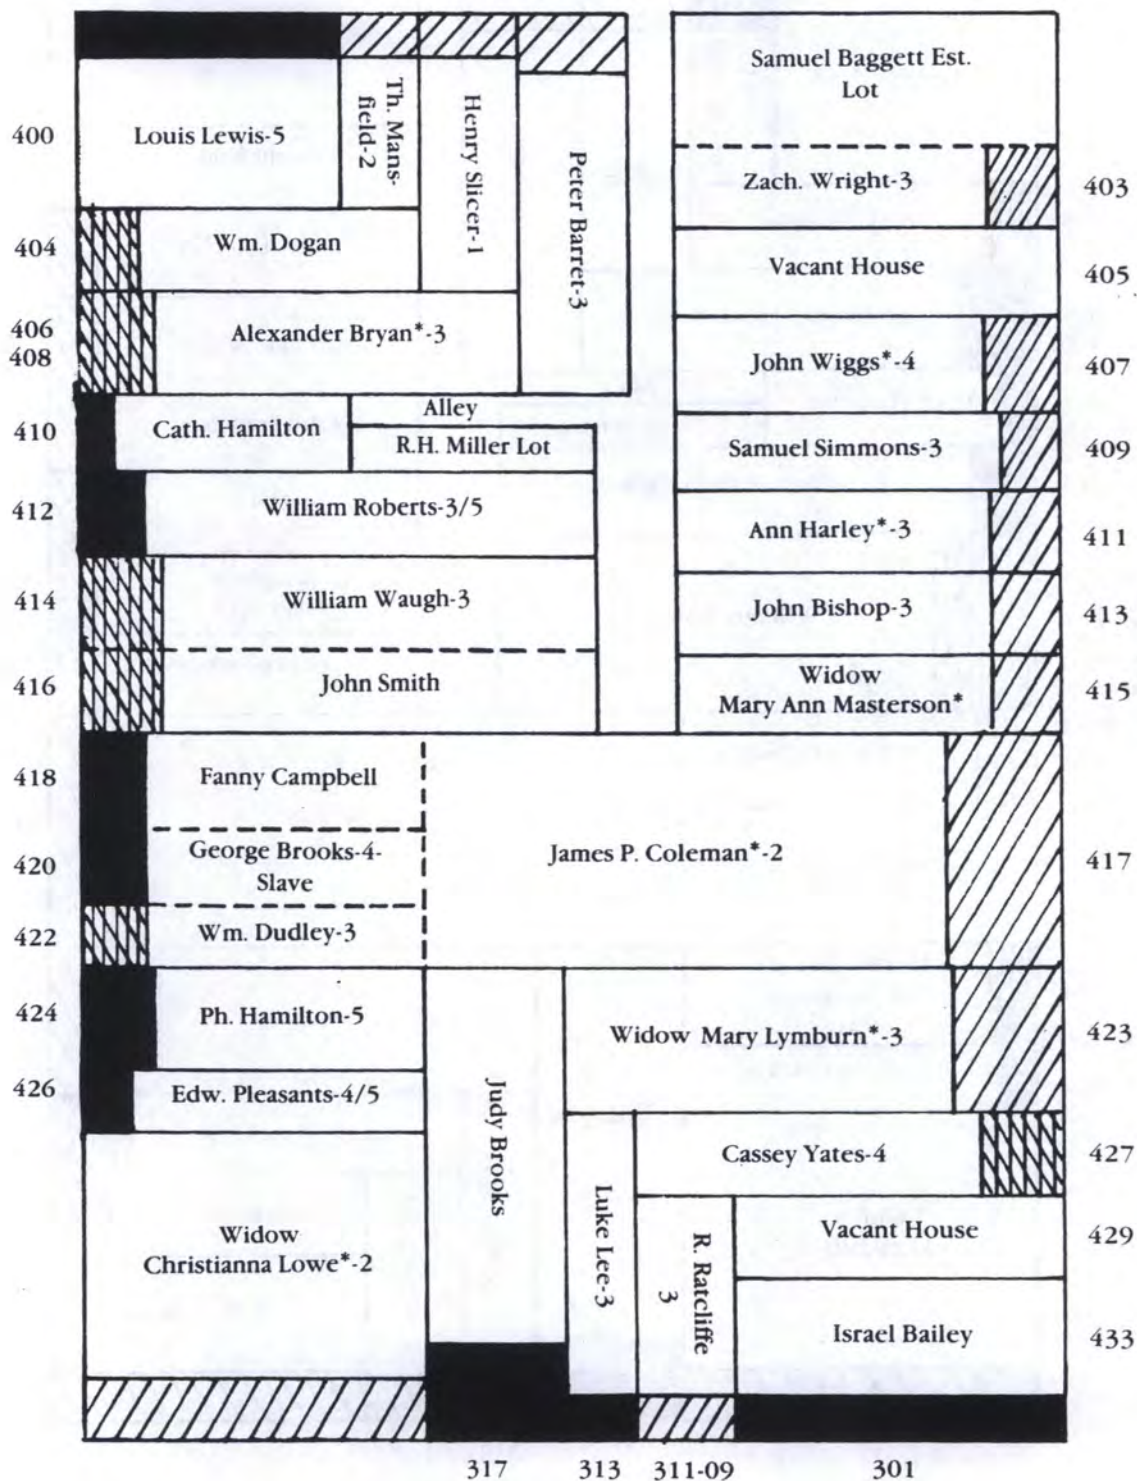 400
Louis Lewis-5
Th. Mans-
field-2
Henry Slicer-1
Peter Barret-3
404
Wm. Dogan
406
408
Alexander Bryan*-3
410
Cath. Hamilton
Alley
R.H. Miller Lot
412
William Roberts-3/5
414
William Waugh-3
416
John Smith
418
Fanny Campbell
420
George Brooks-4-
Slave
422
Wm. Dudley-3
424
Ph. Hamilton-5
426
Edw. Pleasants-4/5
Widow
Christianna Lowe*-2
Samuel Baggett Est.
Lot
Zach. Wright-3
403
Vacant House
405
John Wiggs*-4
407
Samuel Simmons-3
409
Ann Harley*-3
411
John Bishop-3
413
Widow
Mary Ann Masterson*
415
James P. Coleman*-2
417
Judy Brooks
Widow Mary Lymburn*-3
423
Luke Lee-3
Cassey Yates-4
427
R. Ratcliffe
3
Vacant House
429
Israel Bailey
433
317
313
311-09
301